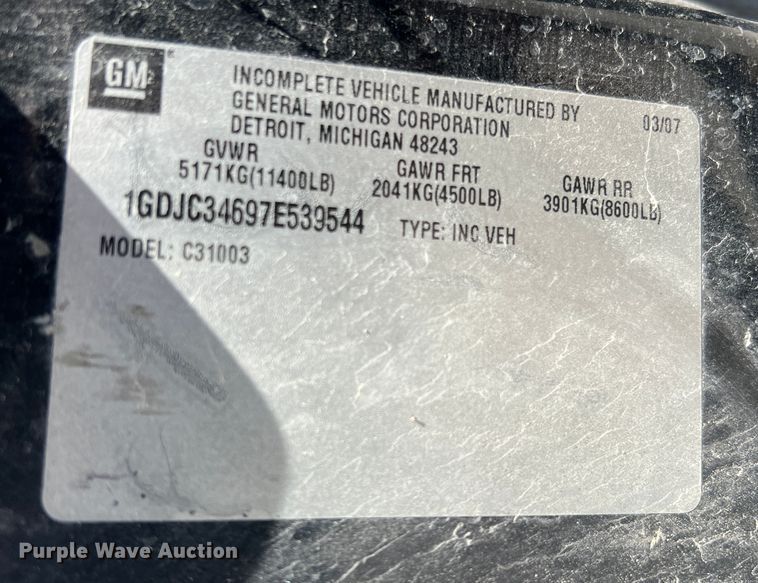 GM
INCOMPLETE VEHICLE MANUFACTURED BY
GENERAL MOTORS CORPORATION
DETROIT, MICHIGAN 48243
03/07
GVWR
5171KG(11400LB)
GAWR FRT
2041KG(4500LB)
GAWR RR
3901KG(8600LB)
1GDJC34697E539544
TYPE: INC VEH
MODEL: C31003
Purple Wave Auction